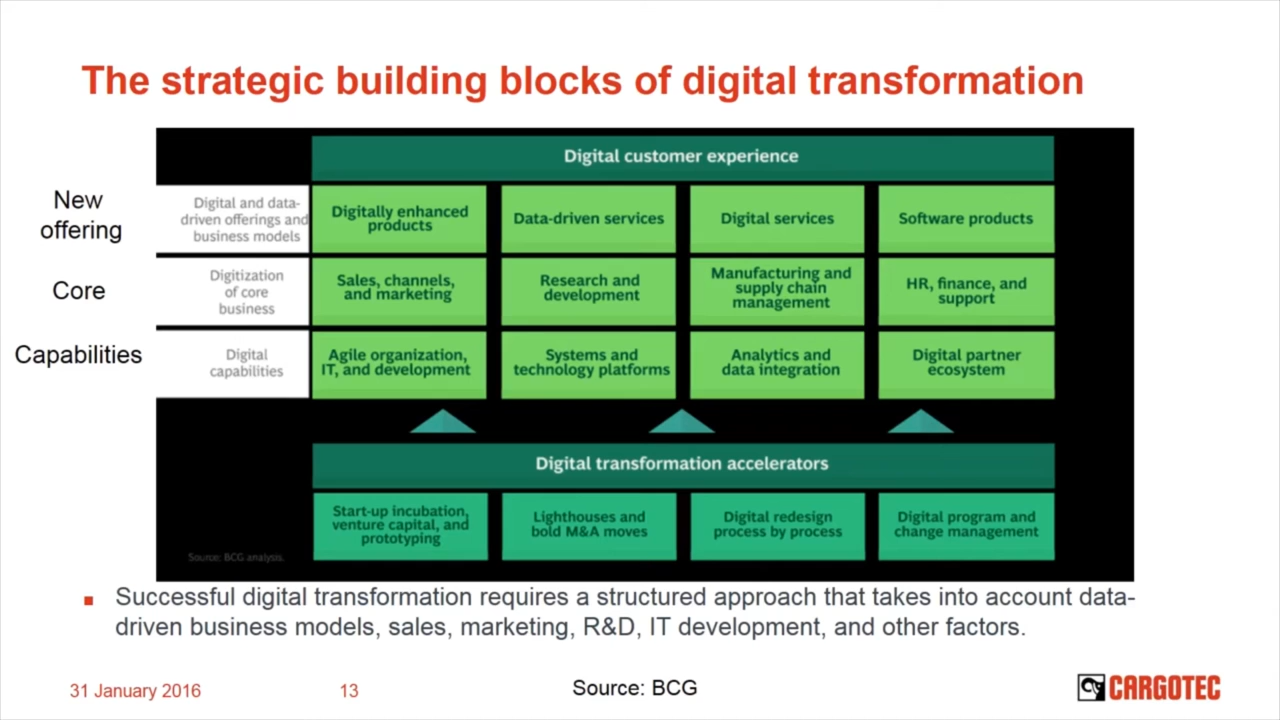 The strategic building blocks of digital transformation
Digital customer experience
New
offering
Digital and data-
driven offerings and
business models
Digitally enhanced
products
Data-driven services
Digital services
Software products
Core
Digitization
of core
business
Sales, channels,
and marketing
Research and
development
Manufacturing and
supply chain
management
HR, finance, and
support
Capabilities
Digital
capabilities
Agile organization,
IT, and development
Systems and
technology platforms
Analytics and
data integration
Digital partner
ecosystem
Digital transformation accelerators
Start-up incubation,
venture capital, and
prototyping
Lighthouses and
bold M&A moves
Digital redesign
process by process
Digital program and
change management
Source: BCG analysis.
Successful digital transformation requires a structured approach that takes into account data-
driven business models, sales, marketing, R&D, IT development, and other factors.
31 January 2016
13
Source: BCG
CARGOTEC